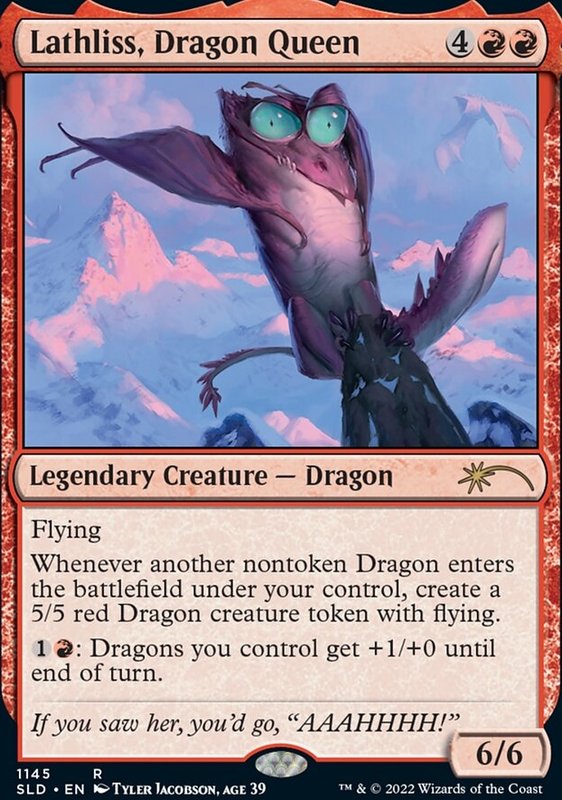 Lathliss, Dragon Queen 4
Legendary Creature — Dragon
Flying
Whenever another nontoken Dragon enters
the battlefield under your control, create a
5/5 red Dragon creature token with flying.
1: Dragons you control get +1/+0 until
end of turn.
If you saw her, you'd go, "AAAHHHH!"
6/6
1145 R
SLD • EN TYLER JACOBSON, AGE 39
™ & © 2022 Wizards of the Coast